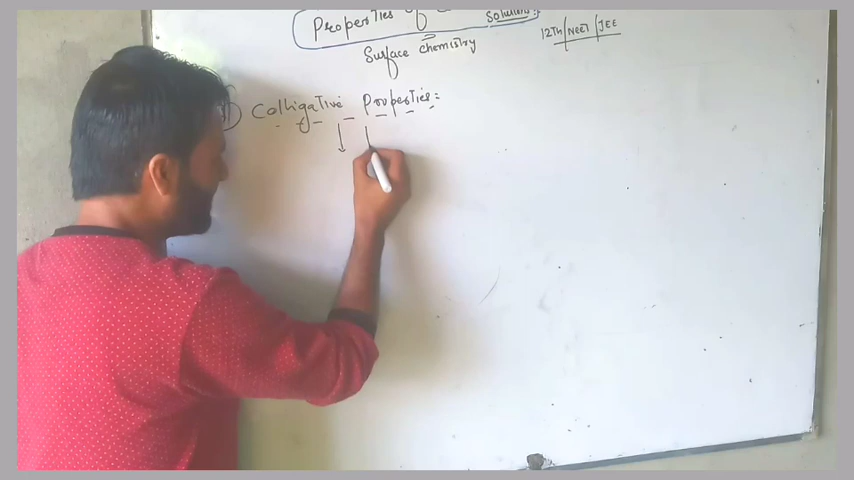 Properties of
Solution:
12Th/NEET/JEE
Surface chemistry
Colligative Properties: